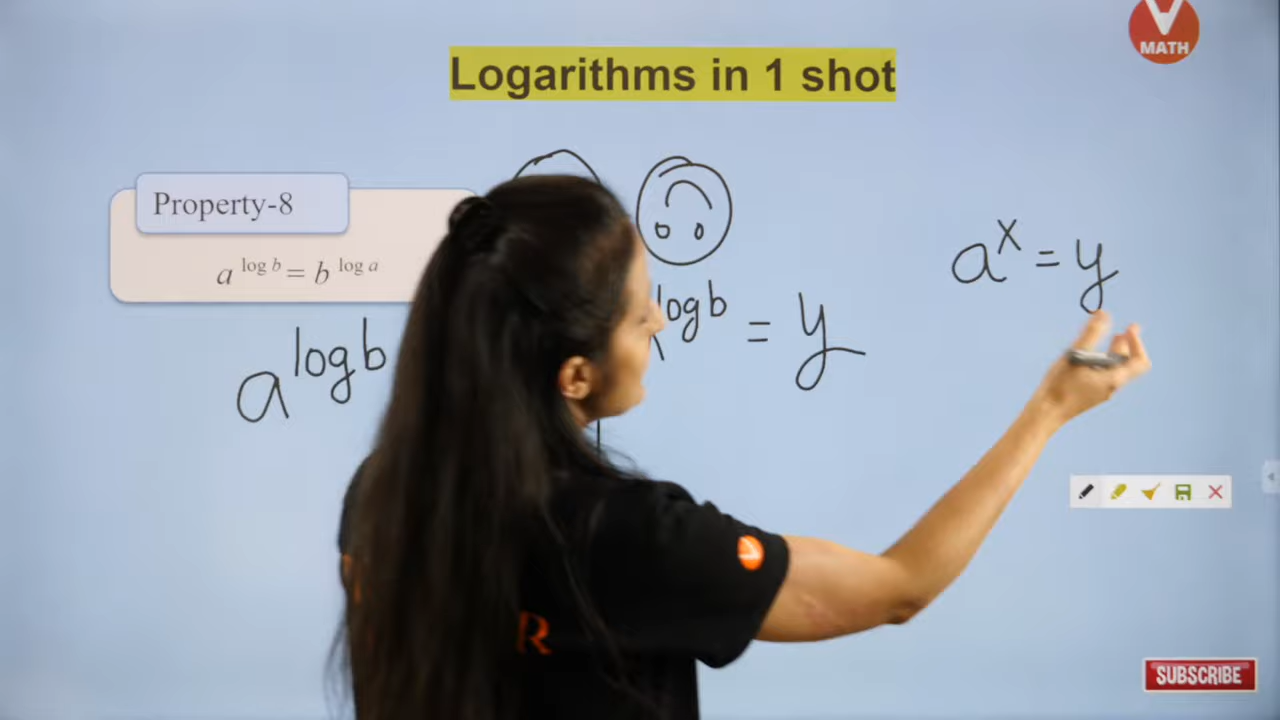 V
MATH
Logarithms in 1 shot
Property-8
a^{log b} = b^{log a}
a^x = y
log b = y
a^{log b}
R
SUBSCRIBE